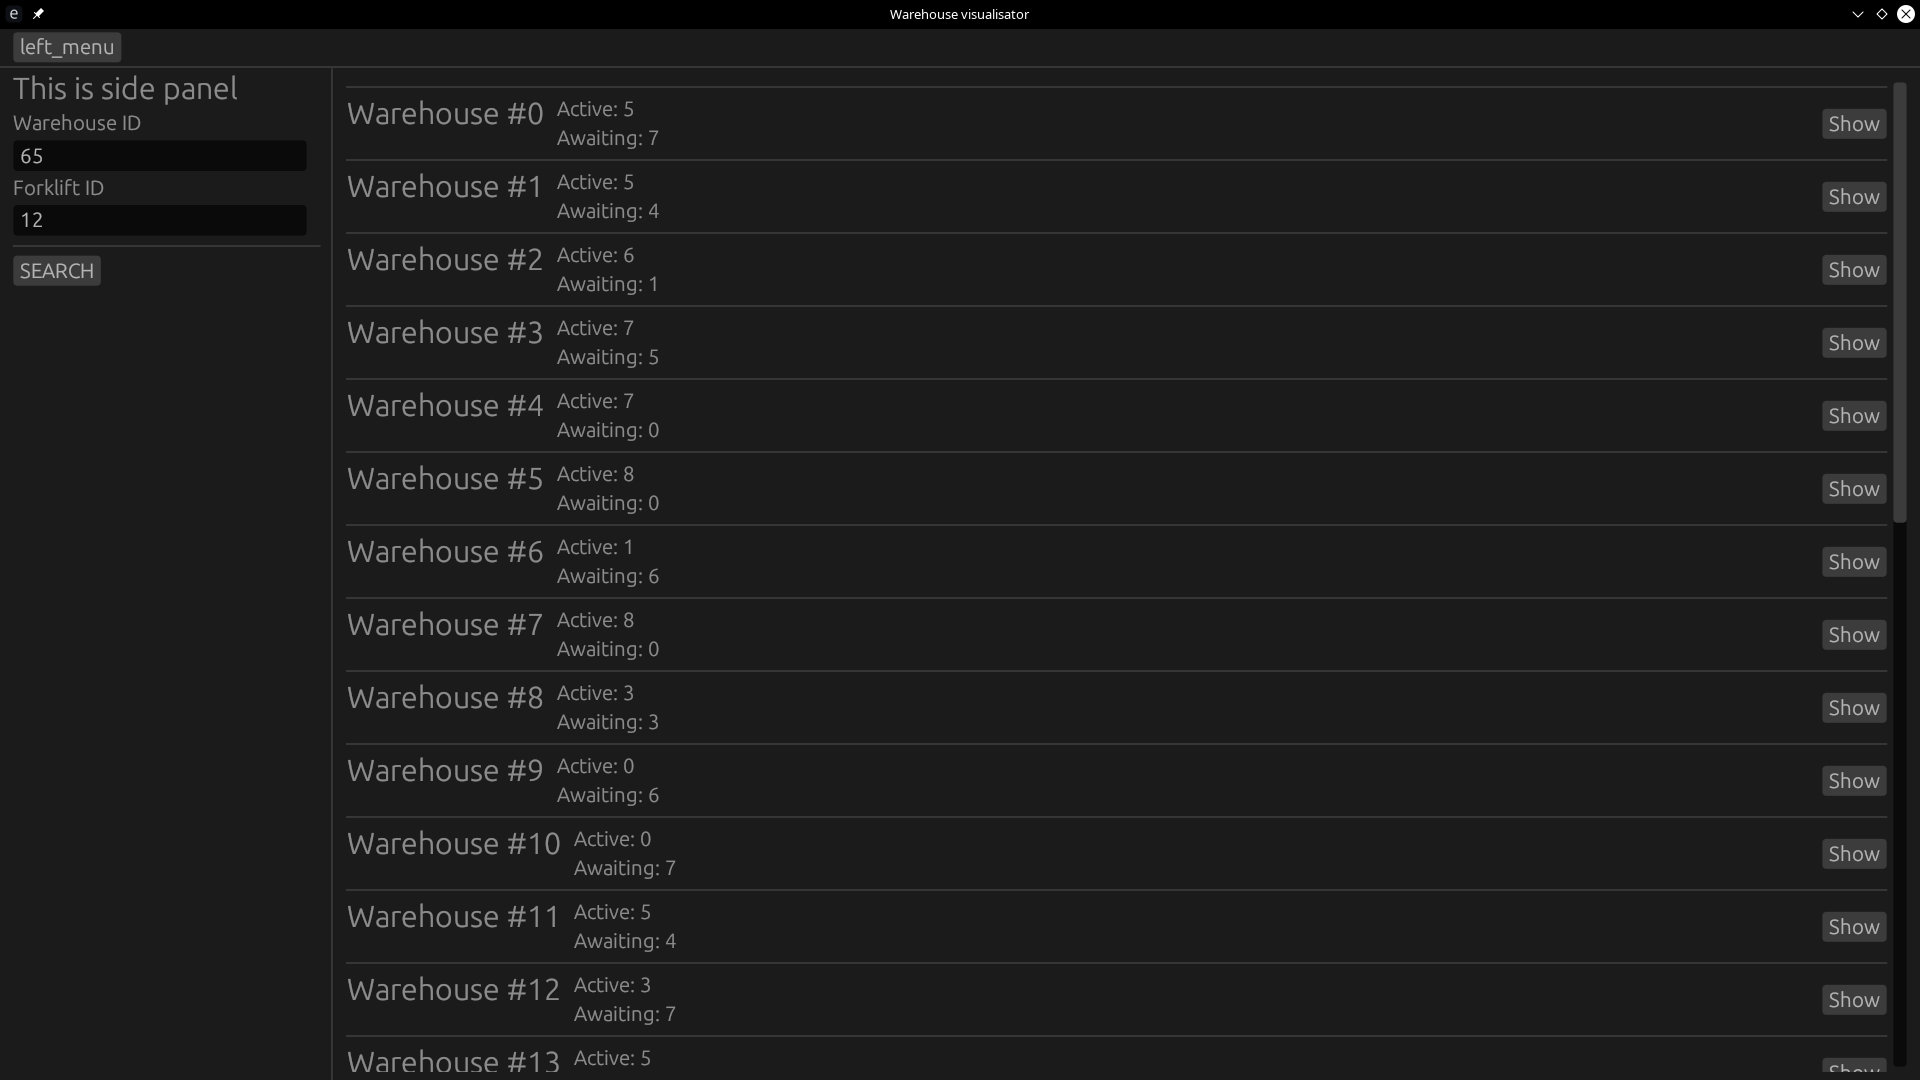 e
Warehouse visualisator
left_menu
This is side panel
Warehouse ID
65
Forklift ID
12
SEARCH
Warehouse #0 Active: 5
Awaiting: 7
Show
Warehouse #1 Active: 5
Awaiting: 4
Show
Warehouse #2 Active: 6
Awaiting: 1
Show
Warehouse #3 Active: 7
Awaiting: 5
Show
Warehouse #4 Active: 7
Awaiting: 0
Show
Warehouse #5 Active: 8
Awaiting: 0
Show
Warehouse #6 Active: 1
Awaiting: 6
Show
Warehouse #7 Active: 8
Awaiting: 0
Show
Warehouse #8 Active: 3
Awaiting: 3
Show
Warehouse #9 Active: 0
Awaiting: 6
Show
Warehouse #10 Active: 0
Awaiting: 7
Show
Warehouse #11 Active: 5
Awaiting: 4
Show
Warehouse #12 Active: 3
Awaiting: 7
Show
Warehouse #13 Active: 5
Show